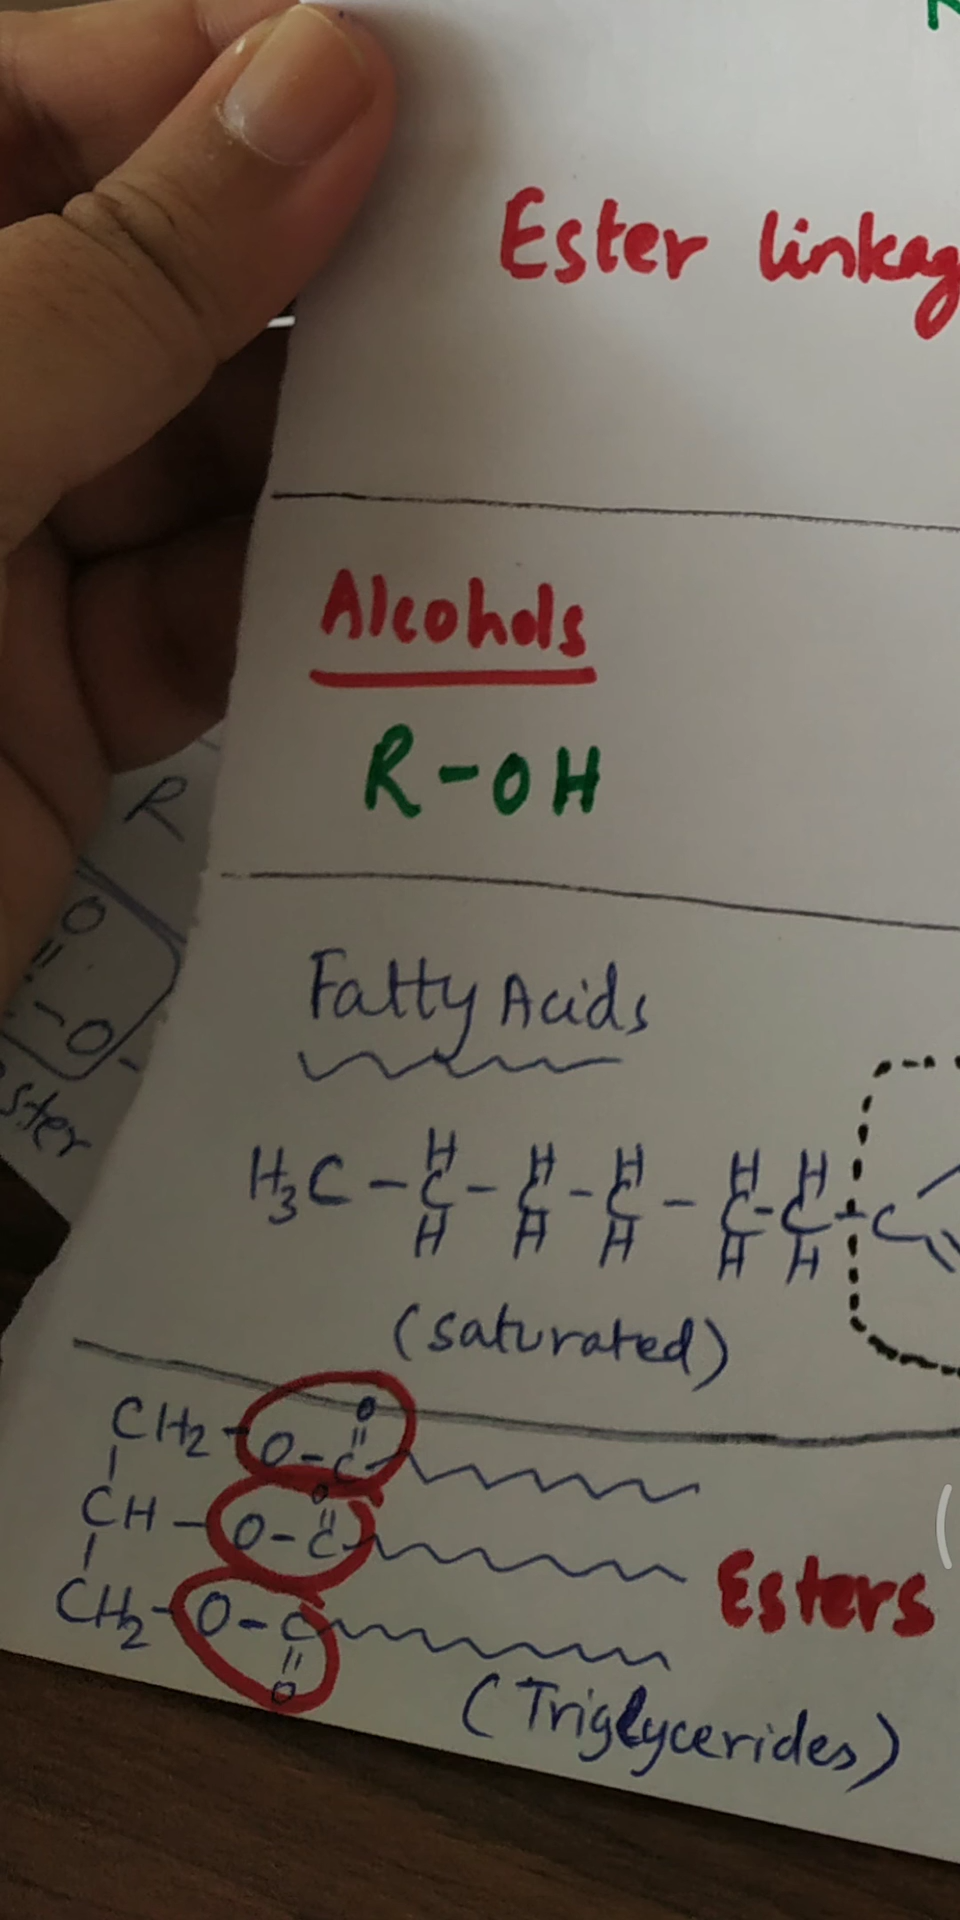 Ester linkag
Alcohols
R-OH
R
O
-O-
ster
Fatty Acids
H H H H H
H3C-C-C-C-C-C-C
H H H H H
(saturated)
O
CH2-O-C
O
CH-O-C
CH2-O-C
O
Esters
(Triglycerides)